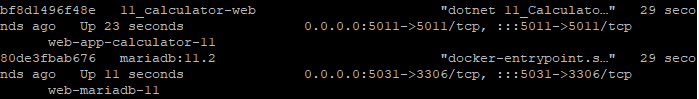 bf8d1496f48e   11_calculator-web                       "dotnet 11_Calculato…"   29 seco
nds ago   Up 23 seconds             0.0.0.0:5011->5011/tcp, :::5011->5011/tcp
          web-app-calculator-11
80de3fbab676   mariadb:11.2                            "docker-entrypoint.s…"   29 seco
nds ago   Up 11 seconds             0.0.0.0:5031->3306/tcp, :::5031->3306/tcp
          web-mariadb-11